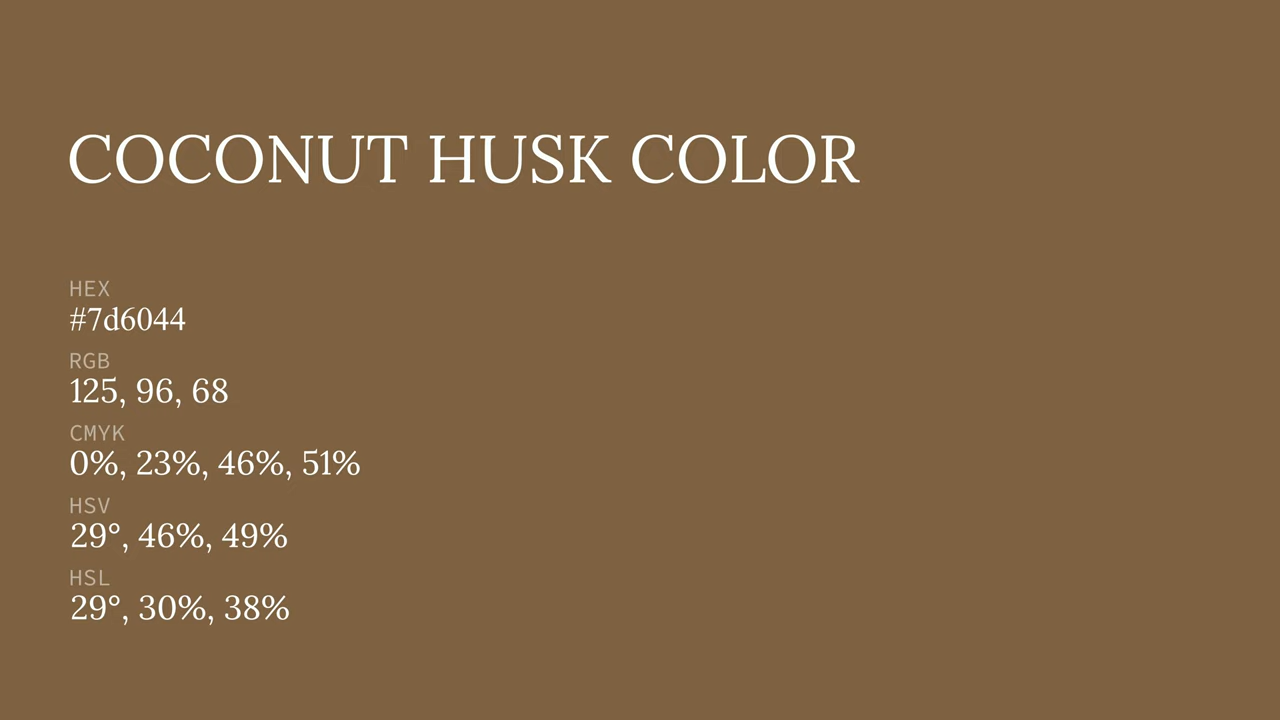 COCONUT HUSK COLOR
HEX
#7d6044
RGB
125, 96, 68
CMYK
0%, 23%, 46%, 51%
HSV
29°, 46%, 49%
HSL
29°, 30%, 38%